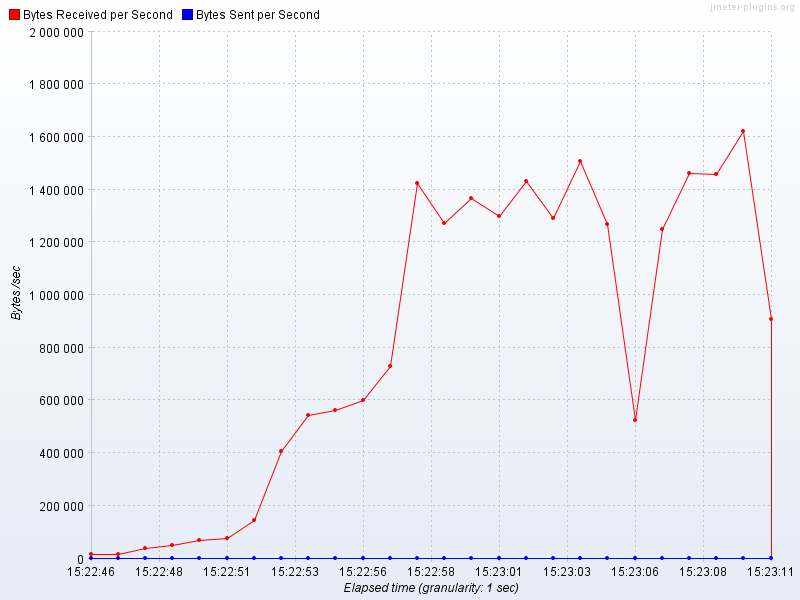 jmeter-plugins.org
Bytes Received per Second Bytes Sent per Second
2 000 000
1 800 000
1 600 000
1 400 000
1 200 000
1 000 000
800 000
600 000
400 000
200 000
0
Bytes /sec
15:22:46 15:22:48 15:22:51 15:22:53 15:22:56 15:22:58 15:23:01 15:23:03 15:23:06 15:23:08 15:23:11
Elapsed time (granularity: 1 sec)